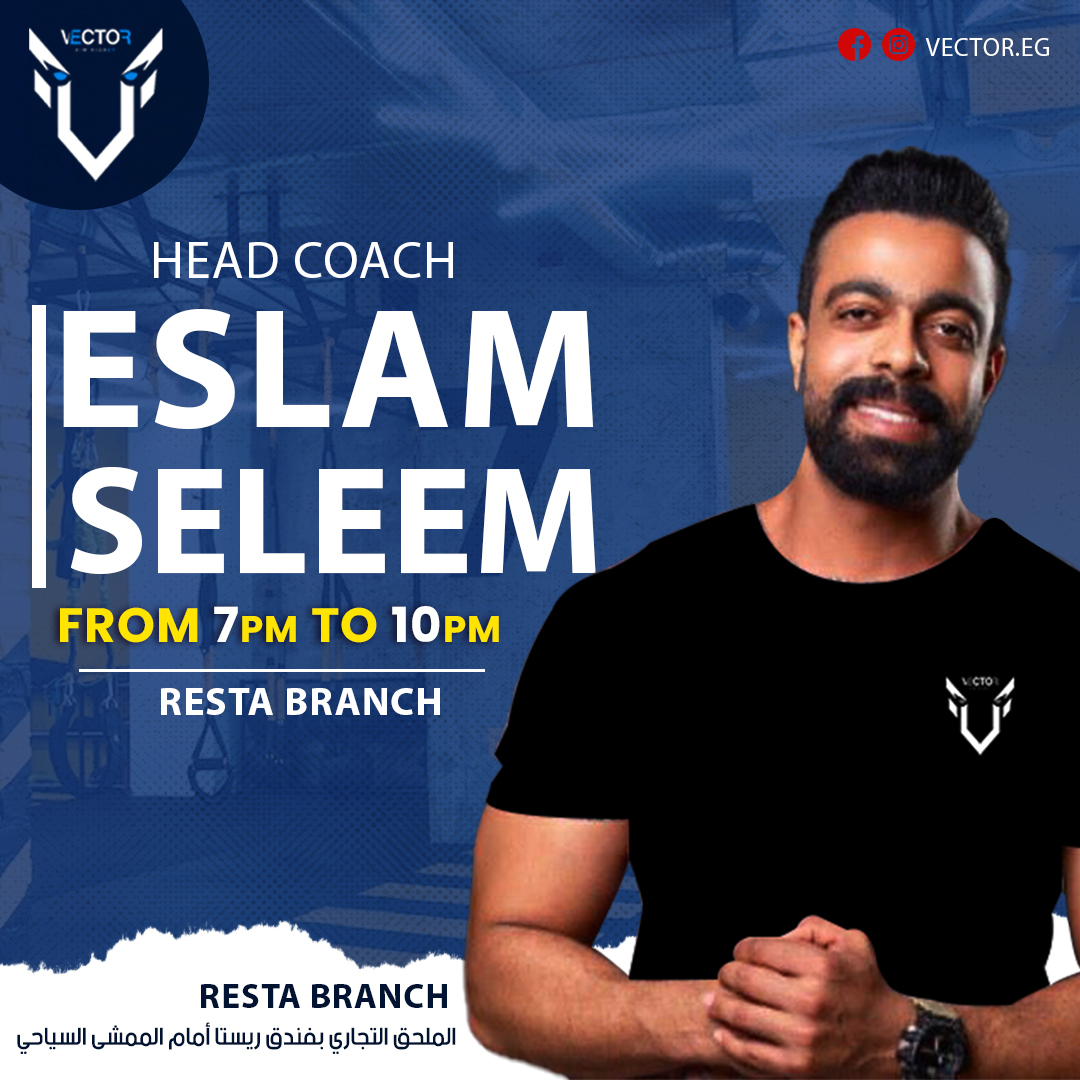 VECTOR
VECTOR.EG
HEAD COACH
ESLAM
SELEEM
FROM 7PM TO 10PM
RESTA BRANCH
VECTOR
RESTA BRANCH
الملحق التجاري بفندق ريستا أمام الممشى السياحي